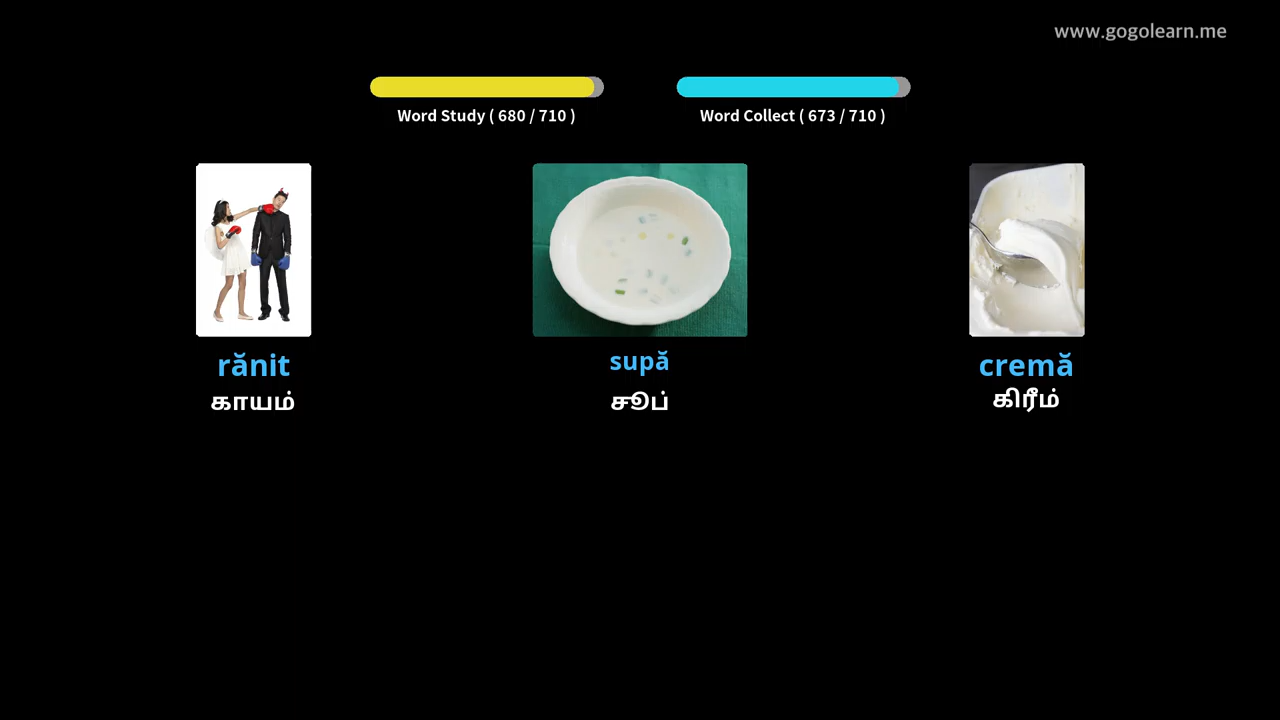 www.gogolearn.me
Word Study ( 680 / 710 )
Word Collect ( 673 / 710 )
rănit
காயம்
supă
சூப்
cremă
கிரீம்